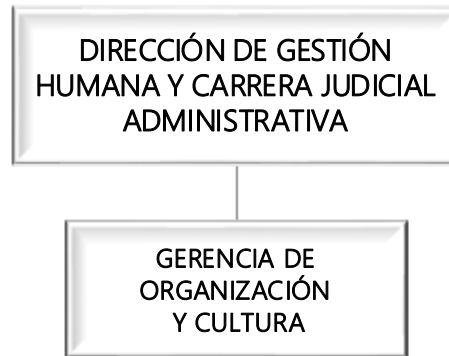 DIRECCIÓN DE GESTIÓN
HUMANA Y CARRERA JUDICIAL
ADMINISTRATIVA
GERENCIA DE
ORGANIZACIÓN
Y CULTURA